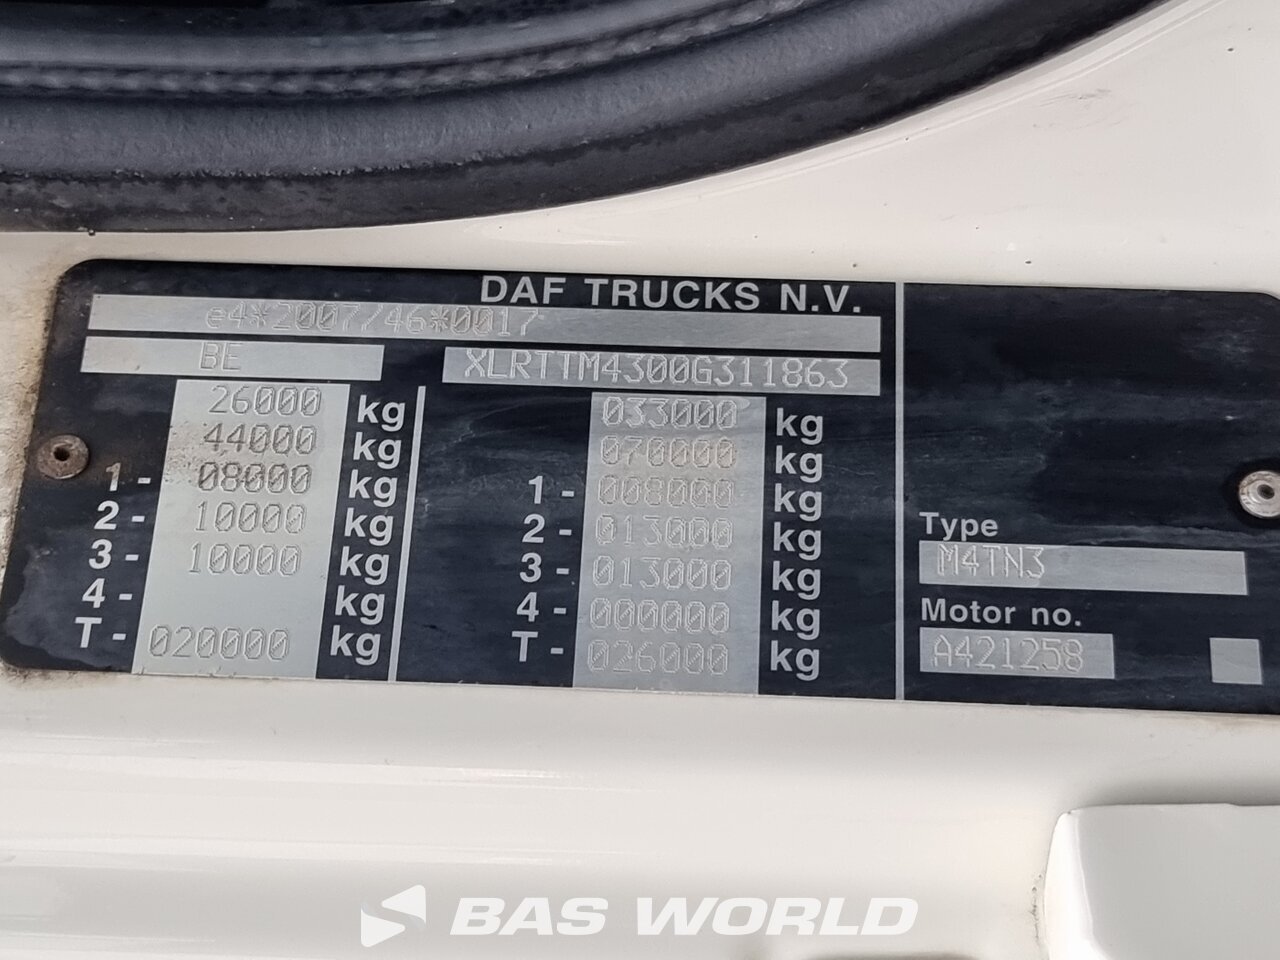 DAF TRUCKS N.V.
e4*2007/46*0017
BE XLRTTM4300G311863
26000 kg 033000 kg
44000 kg 070000 kg
1- 08000 kg 1- 008000 kg
2- 10000 kg 2- 013000 kg
3- 10000 kg 3- 013000 kg
4- kg 4- 000000 kg
T- 020000 kg T- 026000 kg
Type
M4TN3
Motor no.
A421258
BAS WORLD